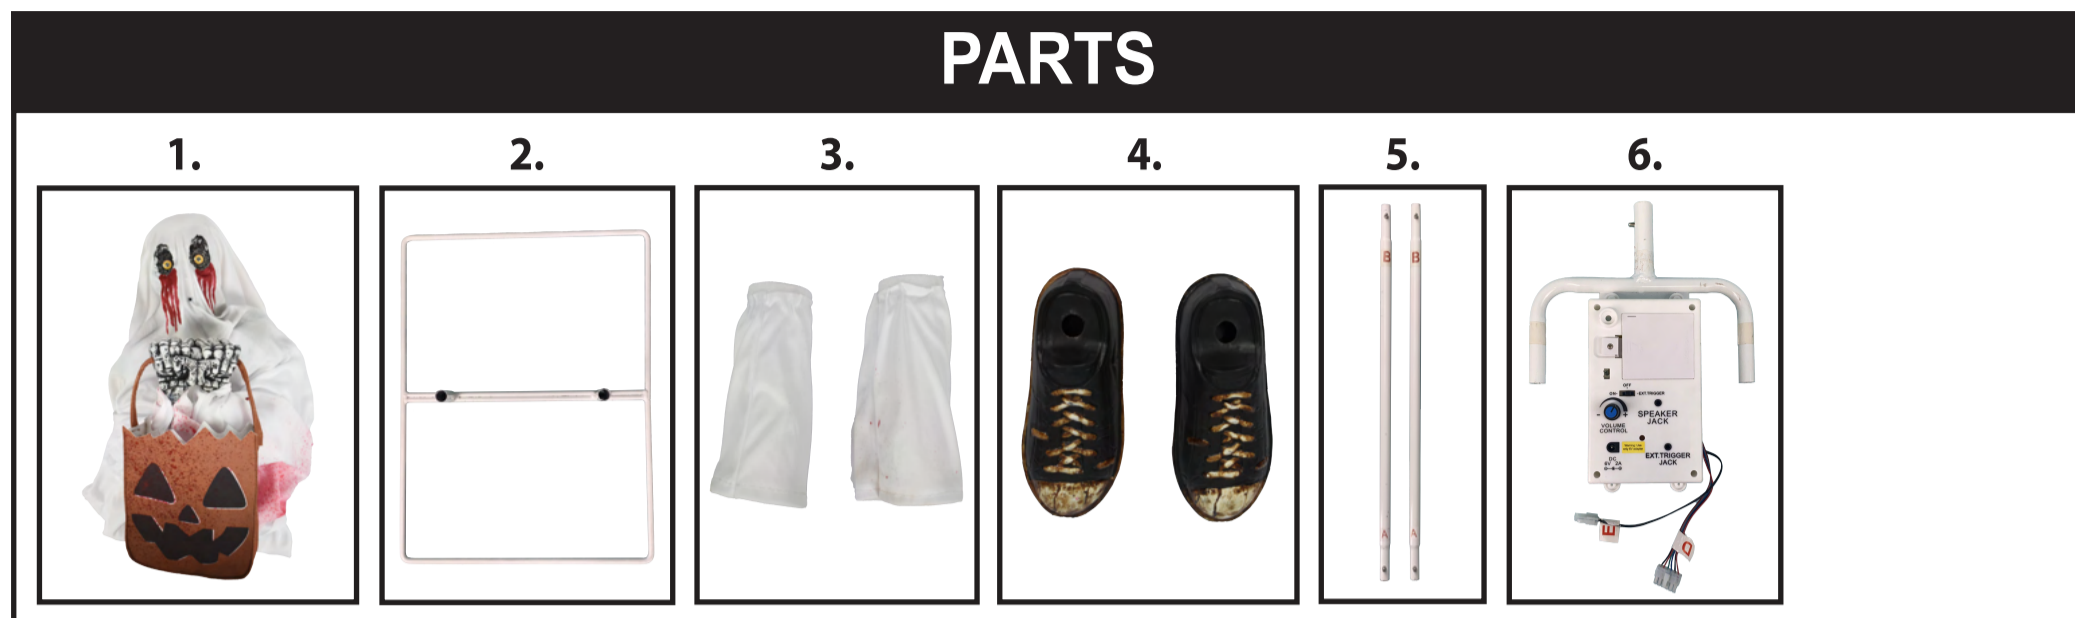 PARTS
1. 2. 3. 4. 5. 6.
B B
A A
OFF
ON EXT.TRIGGER
- +
VOLUME
CONTROL
SPEAKER
JACK
DC
6V 2A
EXT.TRIGGER
JACK
E
D